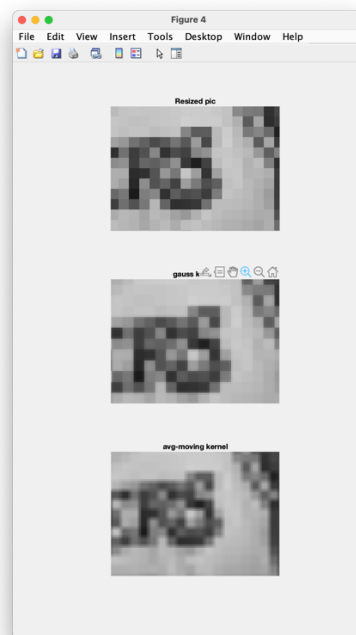 Figure 4
File Edit View Insert Tools Desktop Window Help
Resized pic
gauss k
avg-moving kernel